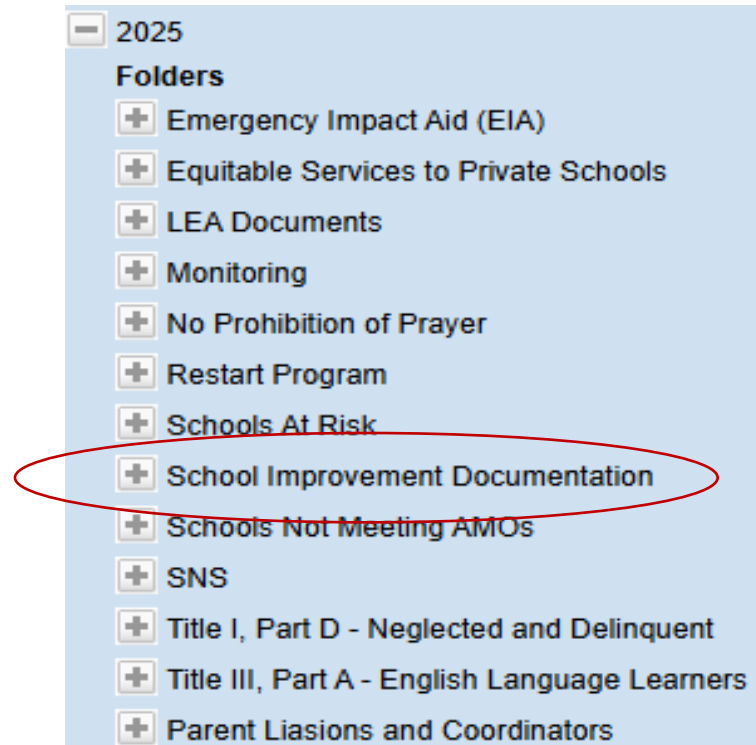 2025
Folders
Emergency Impact Aid (EIA)
Equitable Services to Private Schools
LEA Documents
Monitoring
No Prohibition of Prayer
Restart Program
Schools At Risk
School Improvement Documentation
Schools Not Meeting AMOs
SNS
Title I, Part D - Neglected and Delinquent
Title III, Part A - English Language Learners
Parent Liasions and Coordinators